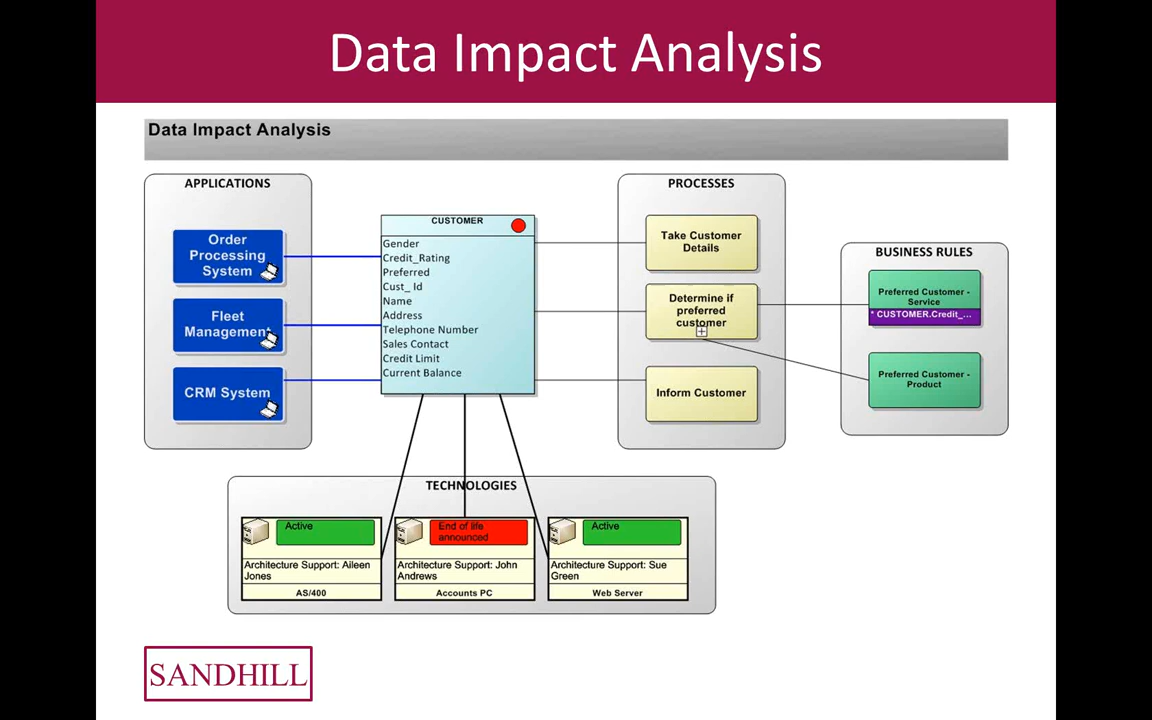 Data Impact Analysis
Data Impact Analysis
APPLICATIONS
Order
Processing
System
Fleet
Management
CRM System
CUSTOMER
Gender
Credit_Rating
Preferred
Cust_ Id
Name
Address
Telephone Number
Sales Contact
Credit Limit
Current Balance
PROCESSES
Take Customer
Details
Determine if
preferred
customer
Inform Customer
BUSINESS RULES
Preferred Customer -
Service
* CUSTOMER.Credit_...
Preferred Customer -
Product
TECHNOLOGIES
Active
Architecture Support: Aileen
Jones
AS/400
End of life
announced
Architecture Support: John
Andrews
Accounts PC
Active
Architecture Support: Sue
Green
Web Server
SANDHILL